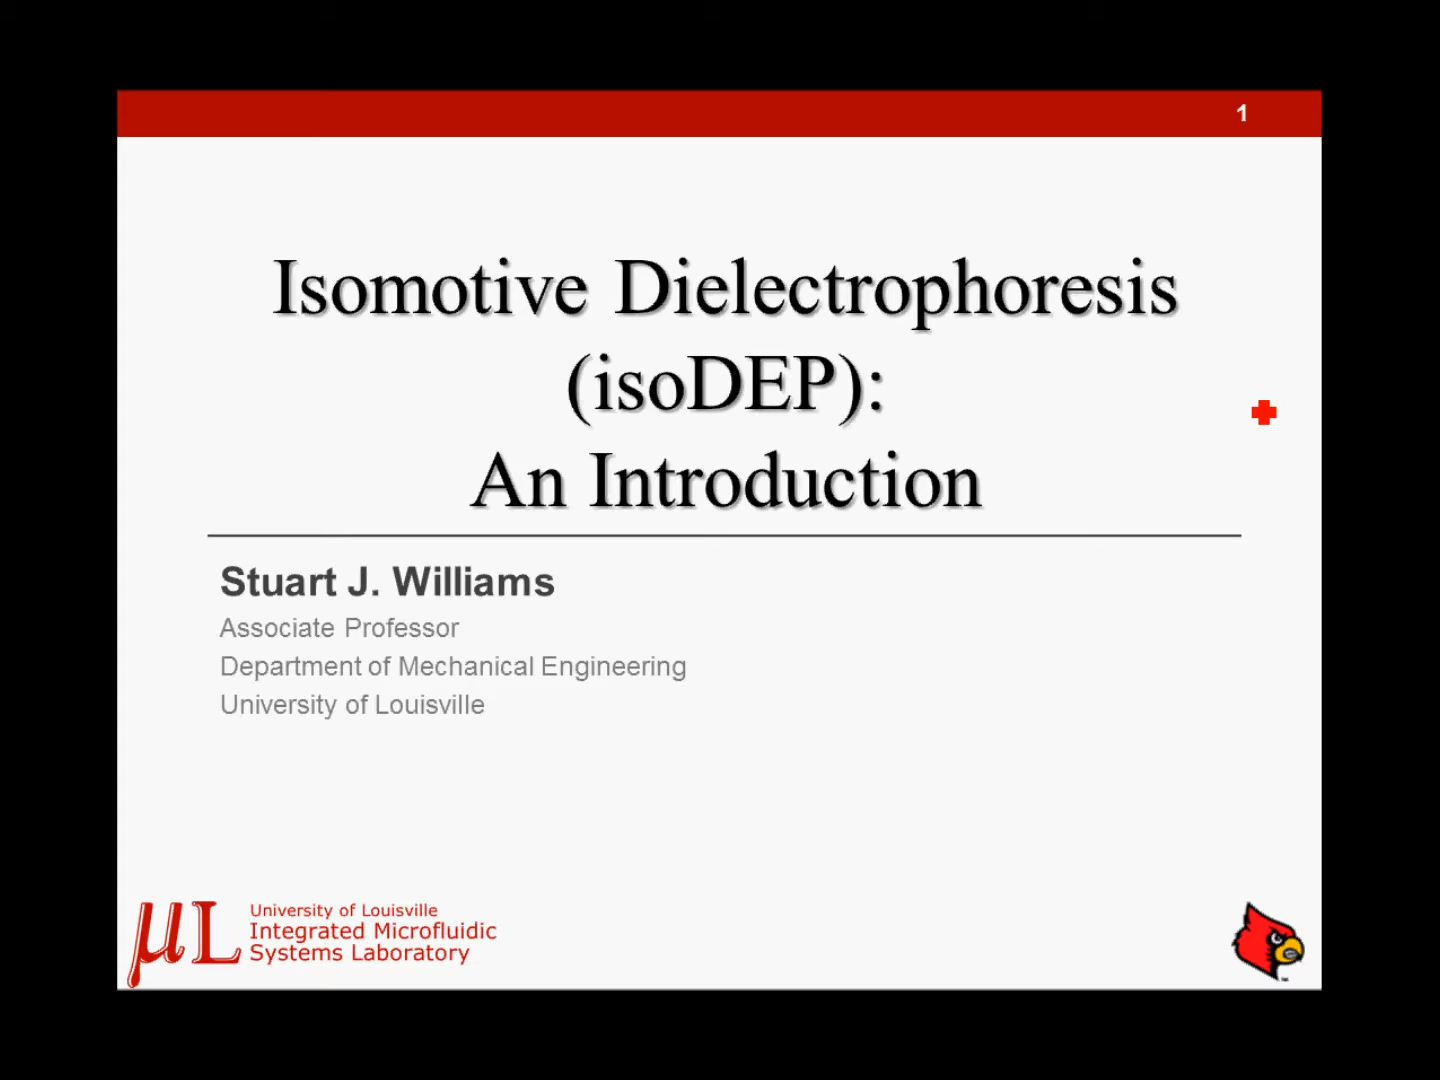 1
Isomotive Dielectrophoresis
(isoDEP):
An Introduction
Stuart J. Williams
Associate Professor
Department of Mechanical Engineering
University of Louisville
µL
University of Louisville
Integrated Microfluidic
Systems Laboratory